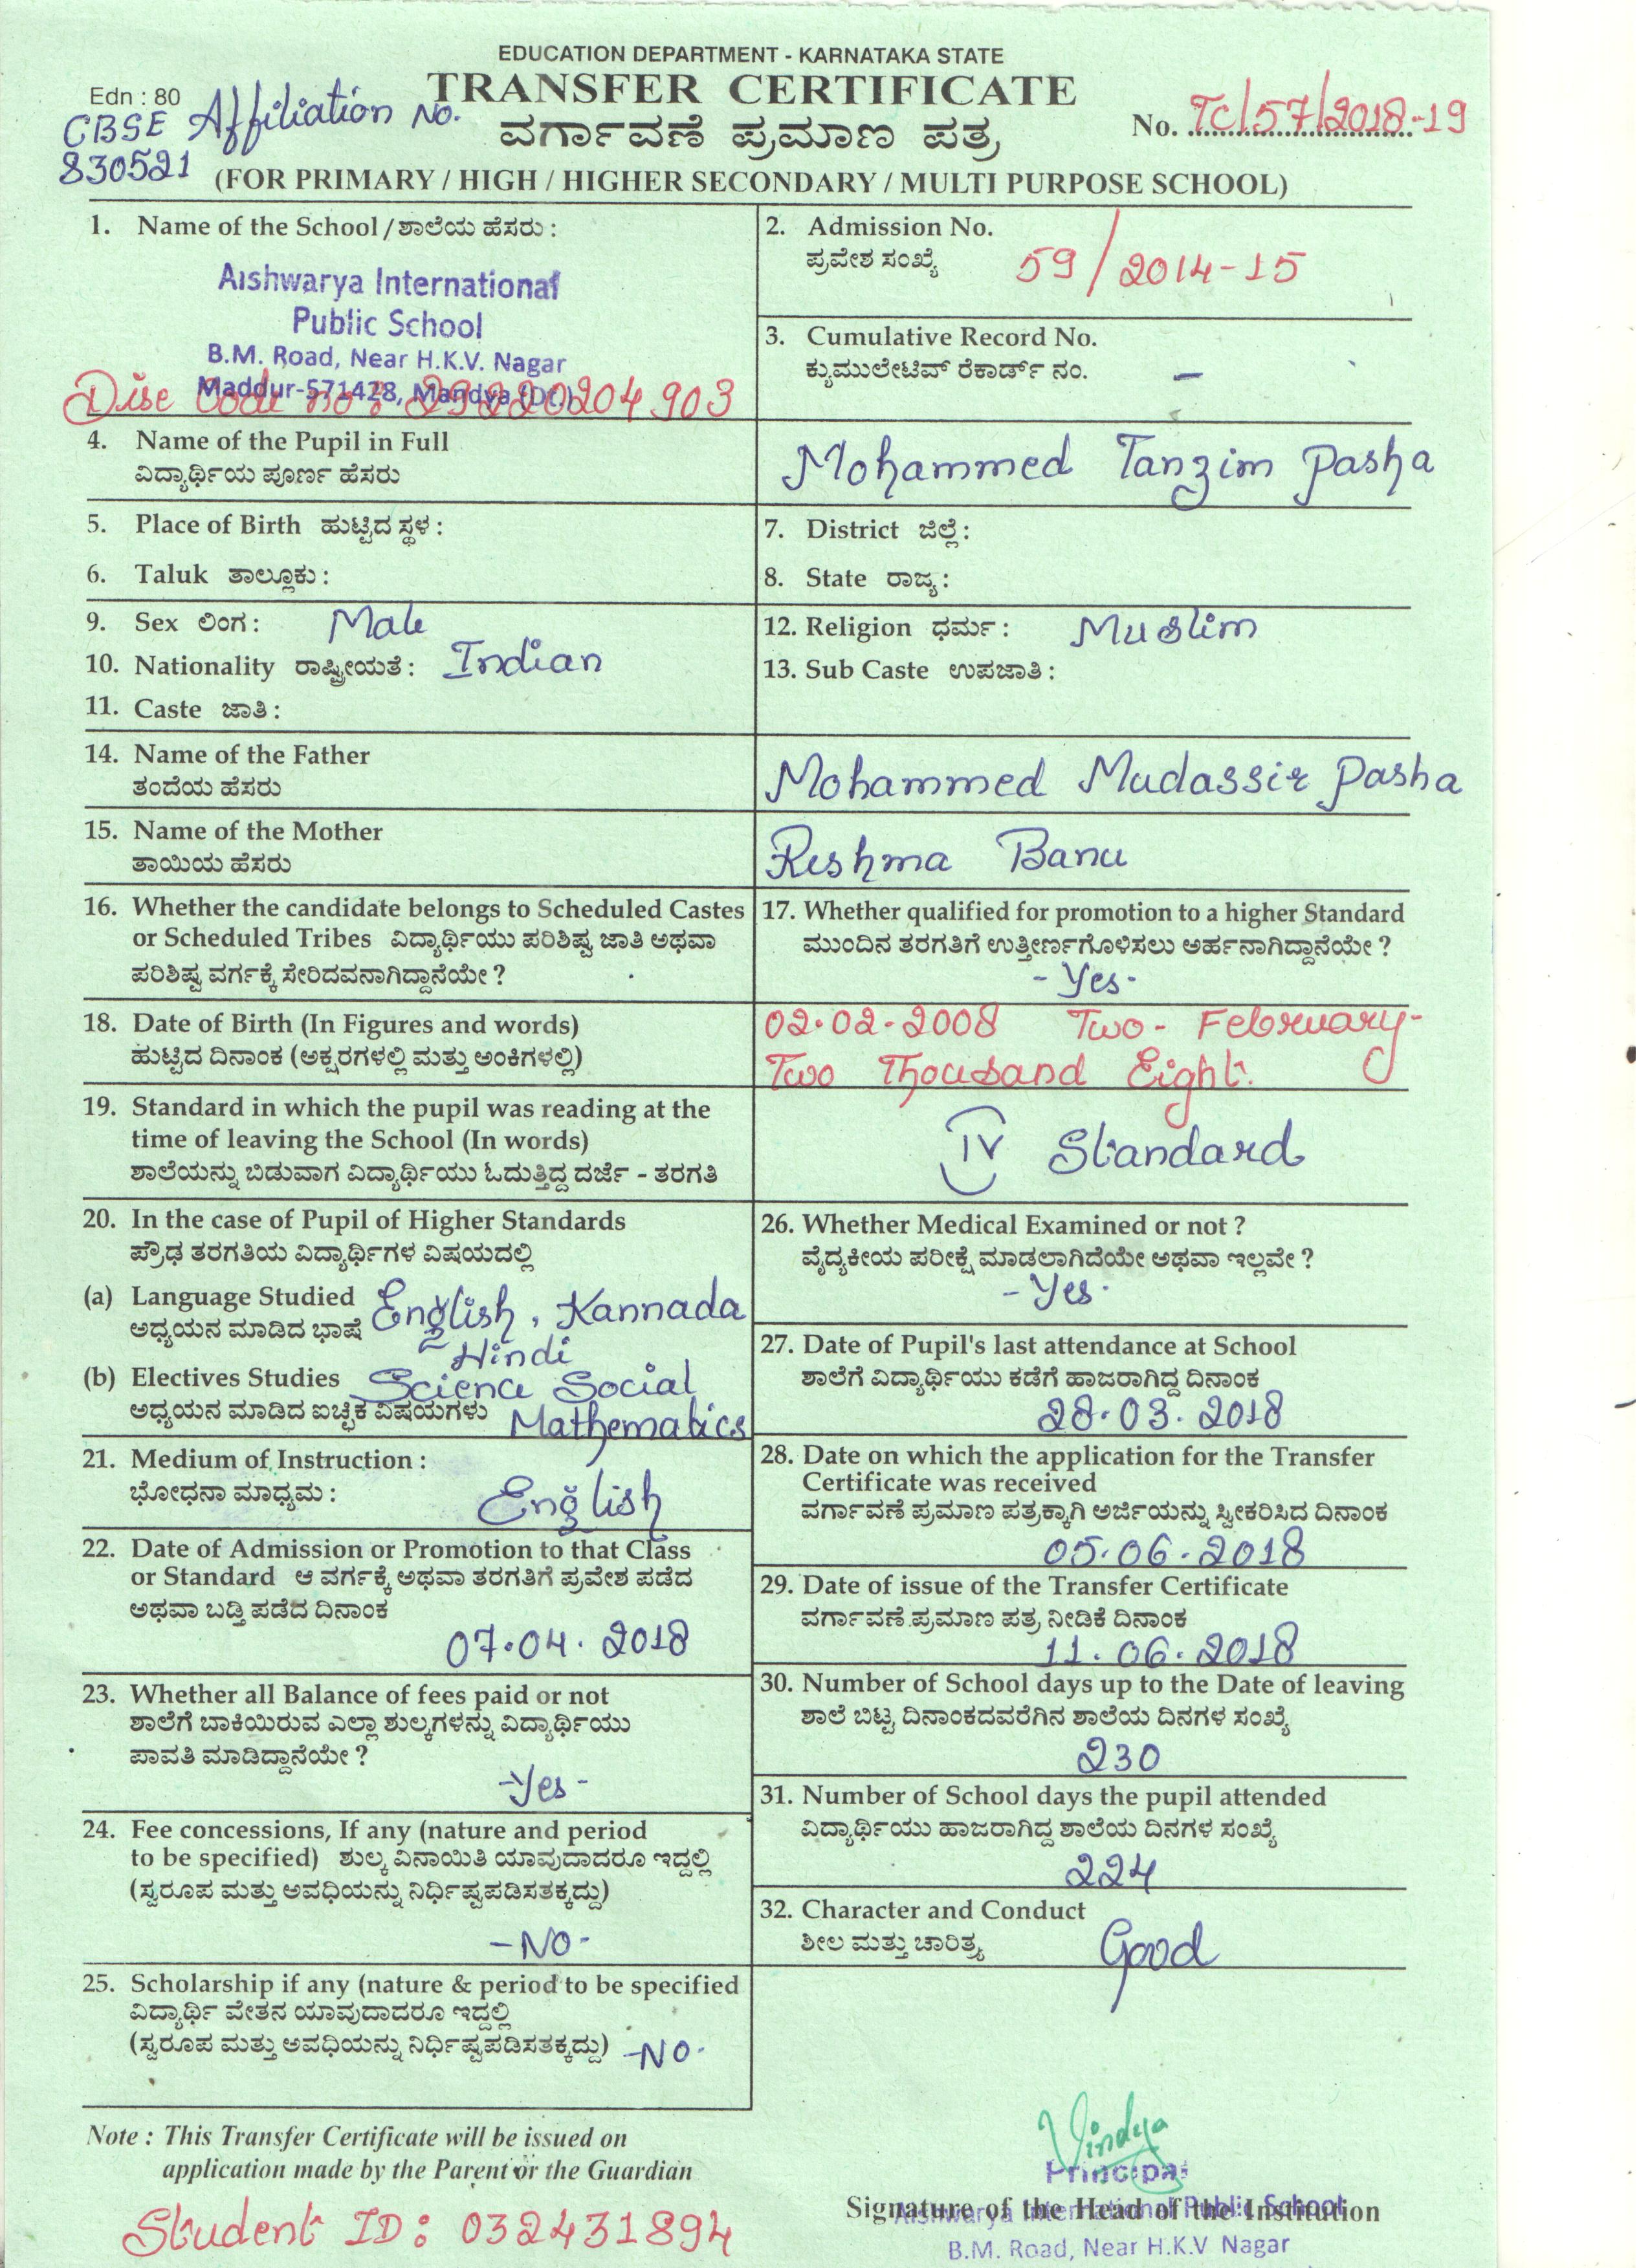 EDUCATION DEPARTMENT - KARNATAKA STATE
Edn : 80
TRANSFER CERTIFICATE
CBSE Affiliation No.
830521
ವರ್ಗಾವಣೆ ಪ್ರಮಾಣ ಪತ್ರ
No. TC/57/2018-19
(FOR PRIMARY / HIGH / HIGHER SECONDARY / MULTI PURPOSE SCHOOL)
1. Name of the School / ಶಾಲೆಯ ಹೆಸರು :
Aishwarya International
Public School
B.M. Road, Near H.K.V. Nagar
Maddur-571428, Mandya (Dt.)
Dise Code no : 29220204903
2. Admission No.
ಪ್ರವೇಶ ಸಂಖ್ಯೆ 59/2014-15
3. Cumulative Record No.
ಕ್ಯುಮುಲೇಟಿವ್ ರೆಕಾರ್ಡ್ ನಂ. –
4. Name of the Pupil in Full
ವಿದ್ಯಾರ್ಥಿಯ ಪೂರ್ಣ ಹೆಸರು
Mohammed Tanzim pasha
5. Place of Birth ಹುಟ್ಟಿದ ಸ್ಥಳ :
6. Taluk ತಾಲ್ಲೂಕು :
7. District ಜಿಲ್ಲೆ :
8. State ರಾಜ್ಯ :
9. Sex ಲಿಂಗ : Male
10. Nationality ರಾಷ್ಟ್ರೀಯತೆ : Indian
11. Caste ಜಾತಿ :
12. Religion ಧರ್ಮ : Muslim
13. Sub Caste ಉಪಜಾತಿ :
14. Name of the Father
ತಂದೆಯ ಹೆಸರು
Mohammed Mudassir pasha
15. Name of the Mother
ತಾಯಿಯ ಹೆಸರು
Reshma Banu
16. Whether the candidate belongs to Scheduled Castes
or Scheduled Tribes ವಿದ್ಯಾರ್ಥಿಯು ಪರಿಶಿಷ್ಟ ಜಾತಿ ಅಥವಾ
ಪರಿಶಿಷ್ಟ ವರ್ಗಕ್ಕೆ ಸೇರಿದವನಾಗಿದ್ದಾನೆಯೇ ?
17. Whether qualified for promotion to a higher Standard
ಮುಂದಿನ ತರಗತಿಗೆ ಉತ್ತೀರ್ಣಗೊಳಿಸಲು ಅರ್ಹನಾಗಿದ್ದಾನೆಯೇ ?
- Yes -
18. Date of Birth (In Figures and words)
ಹುಟ್ಟಿದ ದಿನಾಂಕ (ಅಕ್ಷರಗಳಲ್ಲಿ ಮತ್ತು ಅಂಕಿಗಳಲ್ಲಿ)
02.02-2008 Two - February-
Two Thousand Eight.
19. Standard in which the pupil was reading at the
time of leaving the School (In words)
ಶಾಲೆಯನ್ನು ಬಿಡುವಾಗ ವಿದ್ಯಾರ್ಥಿಯು ಓದುತ್ತಿದ್ದ ದರ್ಜೆ - ತರಗತಿ
IV Standard
20. In the case of Pupil of Higher Standards
ಪ್ರೌಢ ತರಗತಿಯ ವಿದ್ಯಾರ್ಥಿಗಳ ವಿಷಯದಲ್ಲಿ
(a) Language Studied English, Kannada
ಅಧ್ಯಯನ ಮಾಡಿದ ಭಾಷೆ Hindi
(b) Electives Studies Science Social
ಅಧ್ಯಯನ ಮಾಡಿದ ಐಚ್ಛಿಕ ವಿಷಯಗಳು Mathematics
21. Medium of Instruction :
ಭೋಧನಾ ಮಾಧ್ಯಮ : English
22. Date of Admission or Promotion to that Class
or Standard ಆ ವರ್ಗಕ್ಕೆ ಅಥವಾ ತರಗತಿಗೆ ಪ್ರವೇಶ ಪಡೆದ
ಅಥವಾ ಬಡ್ತಿ ಪಡೆದ ದಿನಾಂಕ
07.04.2018
23. Whether all Balance of fees paid or not
ಶಾಲೆಗೆ ಬಾಕಿಯಿರುವ ಎಲ್ಲಾ ಶುಲ್ಕಗಳನ್ನು ವಿದ್ಯಾರ್ಥಿಯು
ಪಾವತಿ ಮಾಡಿದ್ದಾನೆಯೇ ?
-Yes -
24. Fee concessions, If any (nature and period
to be specified) ಶುಲ್ಕ ವಿನಾಯಿತಿ ಯಾವುದಾದರೂ ಇದ್ದಲ್ಲಿ
(ಸ್ವರೂಪ ಮತ್ತು ಅವಧಿಯನ್ನು ನಿರ್ಧಿಷ್ಟಪಡಿಸತಕ್ಕದ್ದು)
- NO -
25. Scholarship if any (nature & period to be specified
ವಿದ್ಯಾರ್ಥಿ ವೇತನ ಯಾವುದಾದರೂ ಇದ್ದಲ್ಲಿ
(ಸ್ವರೂಪ ಮತ್ತು ಅವಧಿಯನ್ನು ನಿರ್ಧಿಷ್ಟಪಡಿಸತಕ್ಕದ್ದು) -NO-
26. Whether Medical Examined or not ?
ವೈದ್ಯಕೀಯ ಪರೀಕ್ಷೆ ಮಾಡಲಾಗಿದೆಯೇ ಅಥವಾ ಇಲ್ಲವೇ ?
- Yes -
27. Date of Pupil's last attendance at School
ಶಾಲೆಗೆ ವಿದ್ಯಾರ್ಥಿಯು ಕಡೆಗೆ ಹಾಜರಾಗಿದ್ದ ದಿನಾಂಕ
28.03.2018
28. Date on which the application for the Transfer
Certificate was received
ವರ್ಗಾವಣೆ ಪ್ರಮಾಣ ಪತ್ರಕ್ಕಾಗಿ ಅರ್ಜಿಯನ್ನು ಸ್ವೀಕರಿಸಿದ ದಿನಾಂಕ
05.06.2018
29. Date of issue of the Transfer Certificate
ವರ್ಗಾವಣೆ ಪ್ರಮಾಣ ಪತ್ರ ನೀಡಿಕೆ ದಿನಾಂಕ
11.06.2018
30. Number of School days up to the Date of leaving
ಶಾಲೆ ಬಿಟ್ಟ ದಿನಾಂಕದವರೆಗಿನ ಶಾಲೆಯ ದಿನಗಳ ಸಂಖ್ಯೆ
230
31. Number of School days the pupil attended
ವಿದ್ಯಾರ್ಥಿಯು ಹಾಜರಾಗಿದ್ದ ಶಾಲೆಯ ದಿನಗಳ ಸಂಖ್ಯೆ
224
32. Character and Conduct
ಶೀಲ ಮತ್ತು ಚಾರಿತ್ರ್ಯ Good
Note : This Transfer Certificate will be issued on
application made by the Parent or the Guardian
Student ID: 032431894
Vindya
Principal
Signature of the Head of the Institution
Aishwarya International Public School
B.M. Road, Near H.K.V Nagar